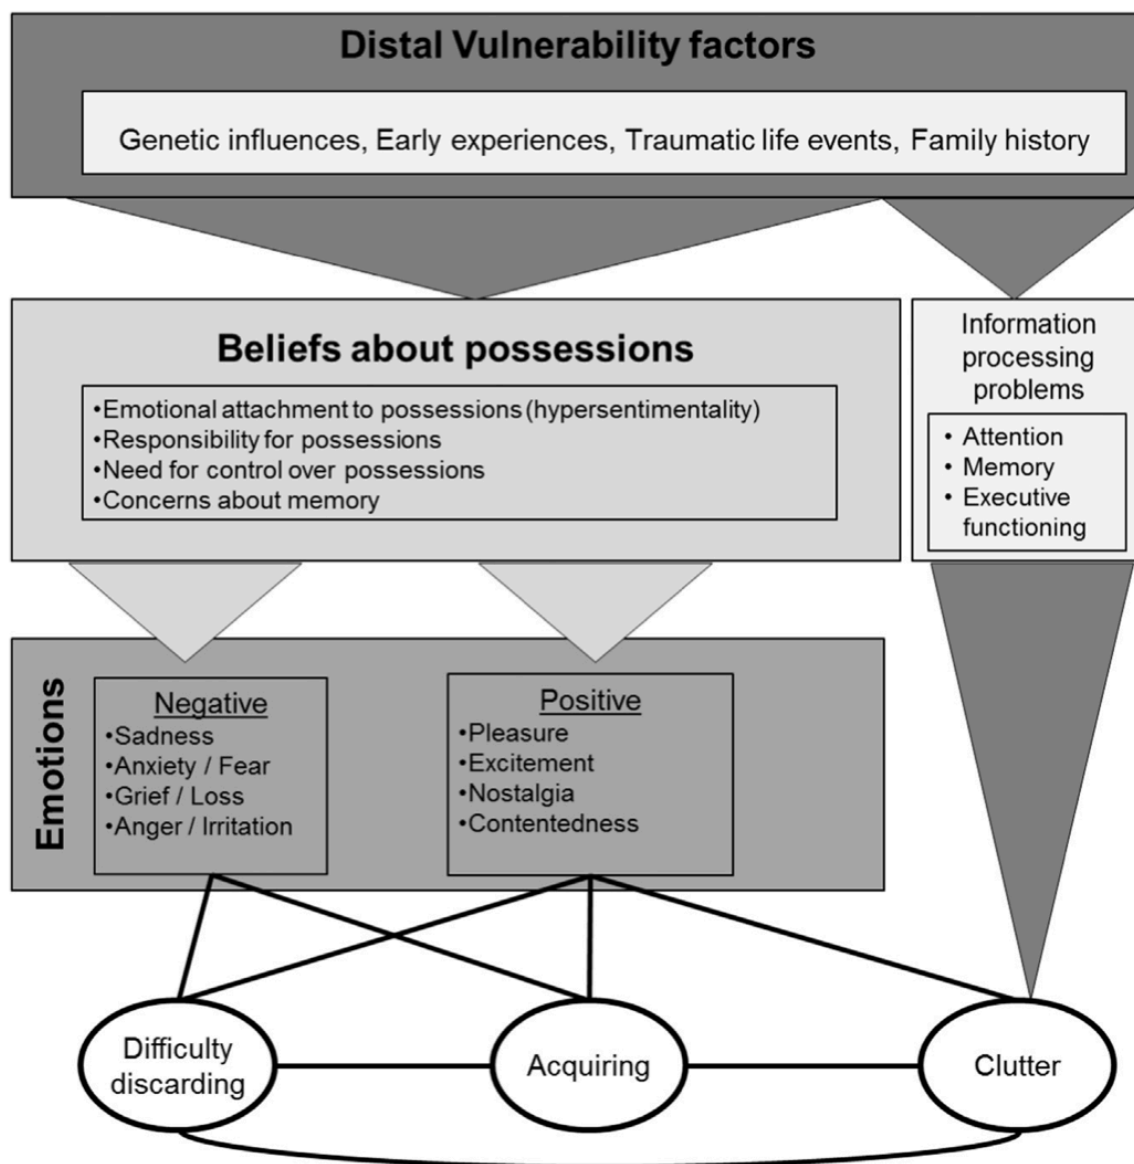 Distal Vulnerability factors
Genetic influences, Early experiences, Traumatic life events, Family history
Beliefs about possessions
•Emotional attachment to possessions (hypersentimentality)
•Responsibility for possessions
•Need for control over possessions
•Concerns about memory
Information
processing
problems
• Attention
• Memory
• Executive
functioning
Emotions
Negative
•Sadness
•Anxiety / Fear
•Grief / Loss
•Anger / Irritation
Positive
•Pleasure
•Excitement
•Nostalgia
•Contentedness
Difficulty
discarding
Acquiring
Clutter